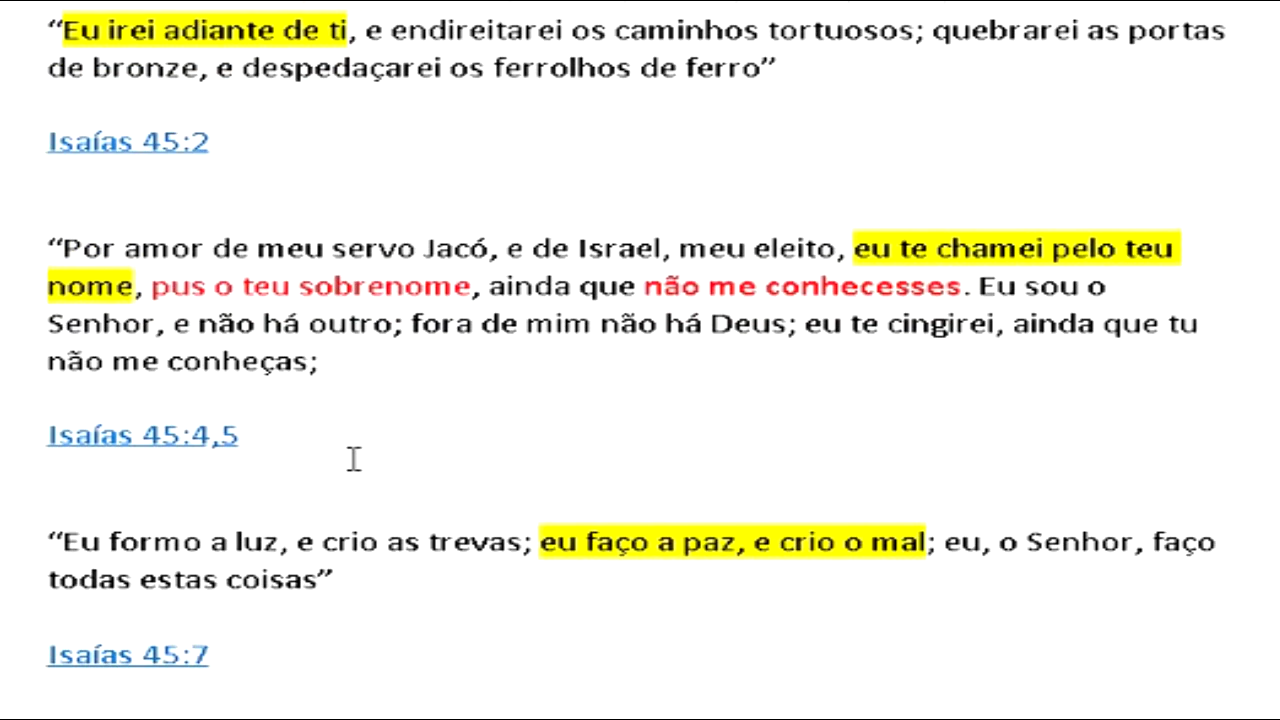 “Eu irei adiante de ti, e endireitarei os caminhos tortuosos; quebrarei as portas
de bronze, e despedaçarei os ferrolhos de ferro”
Isaías 45:2
“Por amor de meu servo Jacó, e de Israel, meu eleito, eu te chamei pelo teu
nome, pus o teu sobrenome, ainda que não me conhecesses. Eu sou o
Senhor, e não há outro; fora de mim não há Deus; eu te cingirei, ainda que tu
não me conheças;
Isaías 45:4,5
“Eu formo a luz, e crio as trevas; eu faço a paz, e crio o mal; eu, o Senhor, faço
todas estas coisas”
Isaías 45:7